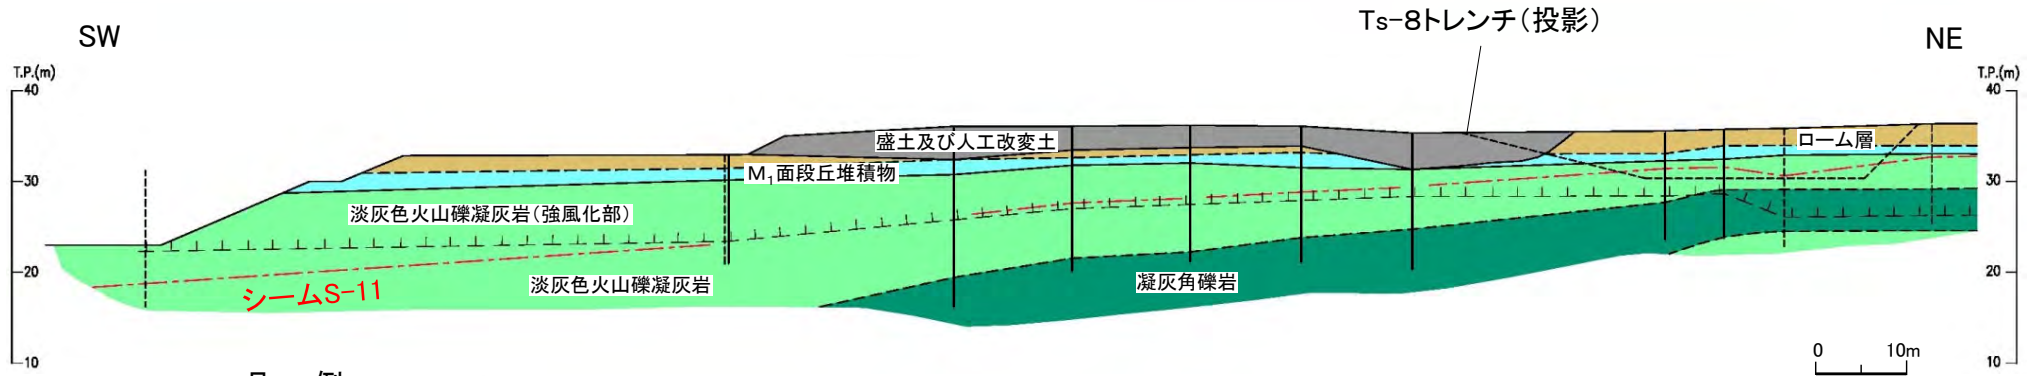 Ts-8トレンチ(投影)
SW
NE
T.P.(m)
T.P.(m)
40
40
盛土及び人工改変土
ローム層
M₁面段丘堆積物
30
30
淡灰色火山礫凝灰岩(強風化部)
20
20
淡灰色火山礫凝灰岩
凝灰角礫岩
シームS-11
0 10m
10
10